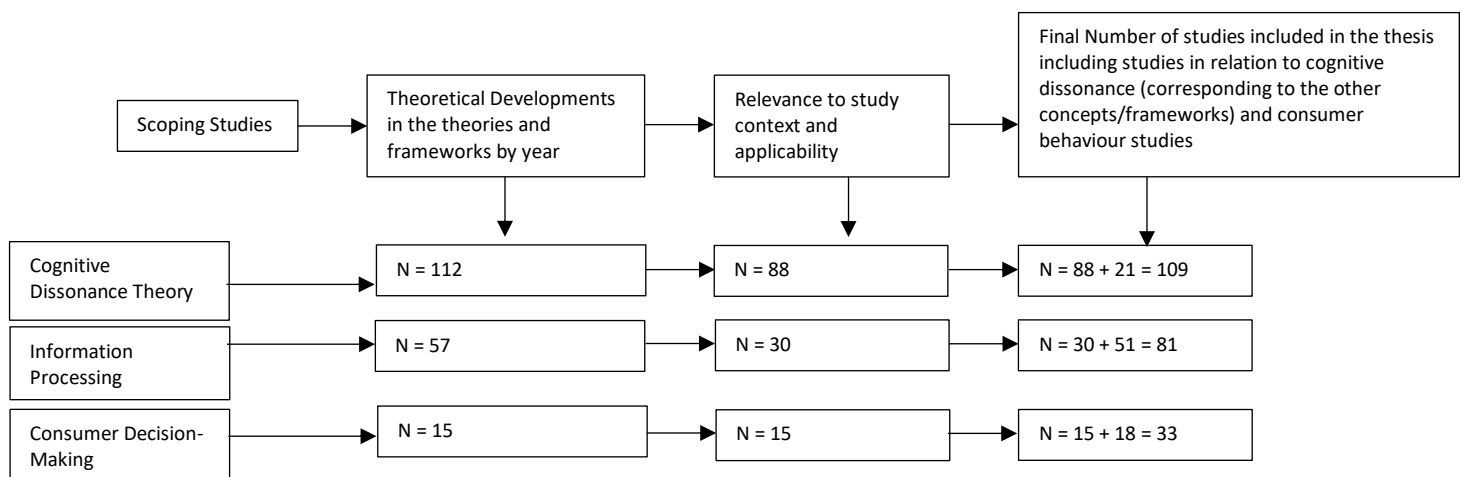 Scoping Studies
Theoretical Developments
in the theories and
frameworks by year
Relevance to study
context and
applicability
Final Number of studies included in the thesis
including studies in relation to cognitive
dissonance (corresponding to the other
concepts/frameworks) and consumer
behaviour studies
Cognitive
Dissonance Theory
N = 112
N = 88
N = 88 + 21 = 109
Information
Processing
N = 57
N = 30
N = 30 + 51 = 81
Consumer Decision-
Making
N = 15
N = 15
N = 15 + 18 = 33